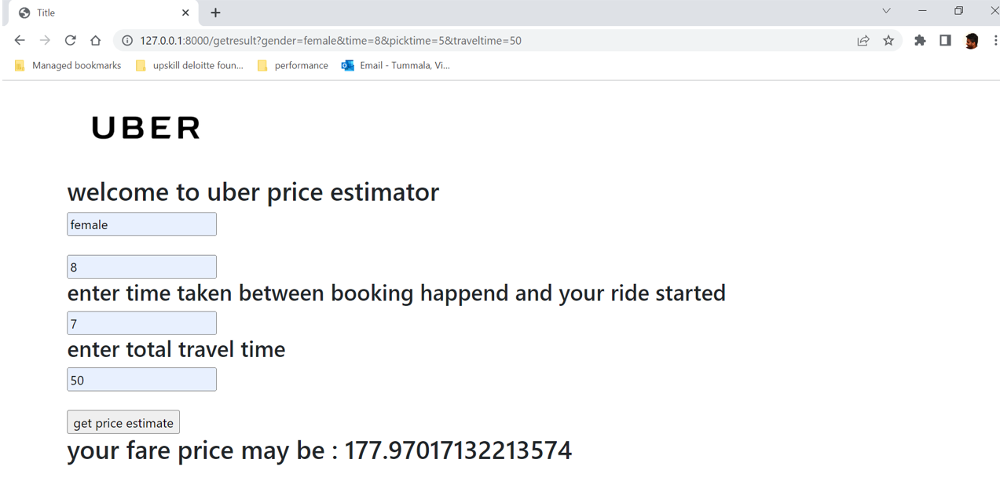 Title
127.0.0.1:8000/getresult?gender=female&time=8&picktime=5&traveltime=50
Managed bookmarks upskill deloitte foun... performance Email - Tummala, Vi...
UBER
welcome to uber price estimator
female
8
enter time taken between booking happend and your ride started
7
enter total travel time
50
get price estimate
your fare price may be : 177.97017132213574